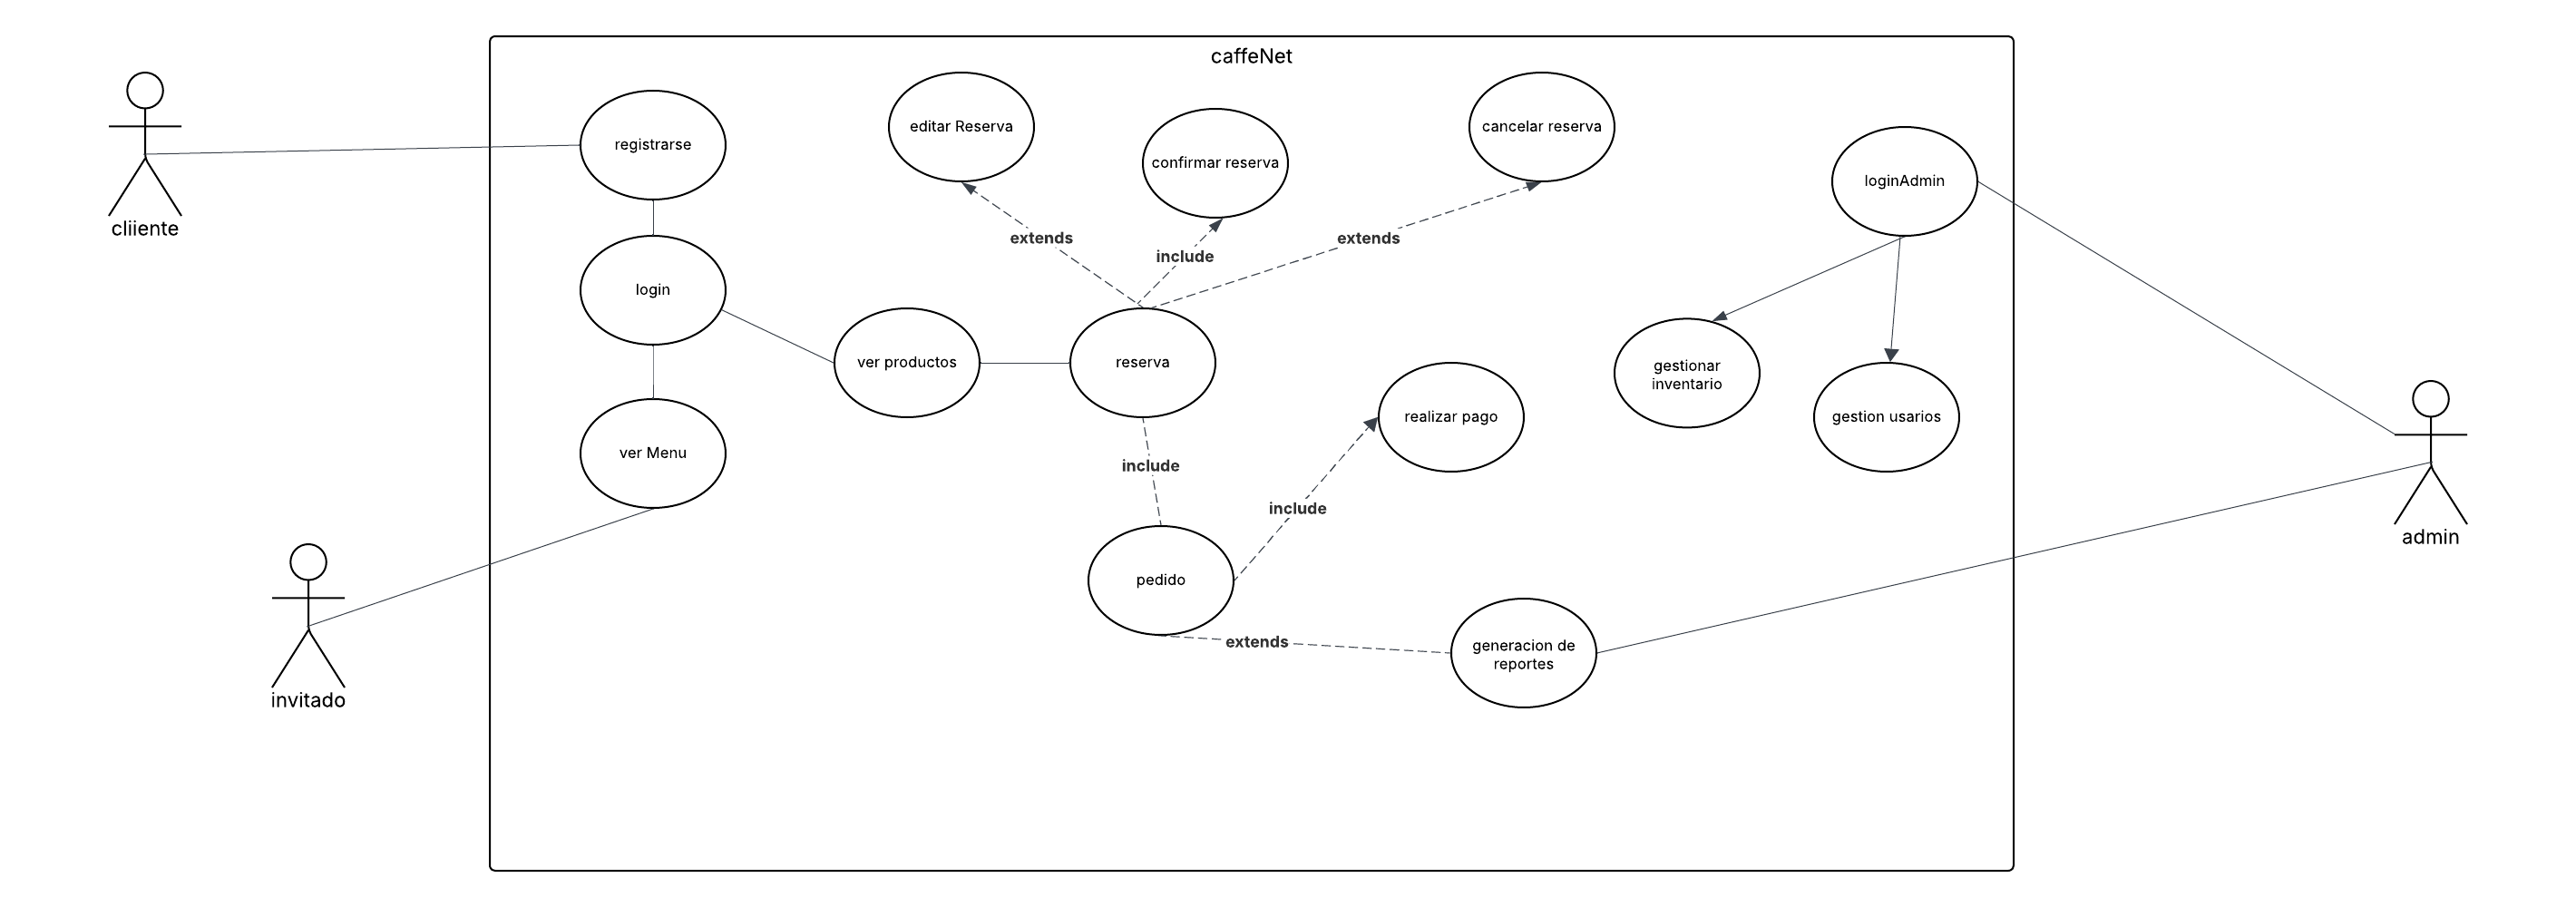 caffeNet
cliiente
registrarse
editar Reserva
confirmar reserva
cancelar reserva
loginAdmin
extends
include
extends
login
ver productos
reserva
gestionar
inventario
realizar pago
gestion usarios
ver Menu
include
include
admin
pedido
extends
generacion de
reportes
invitado